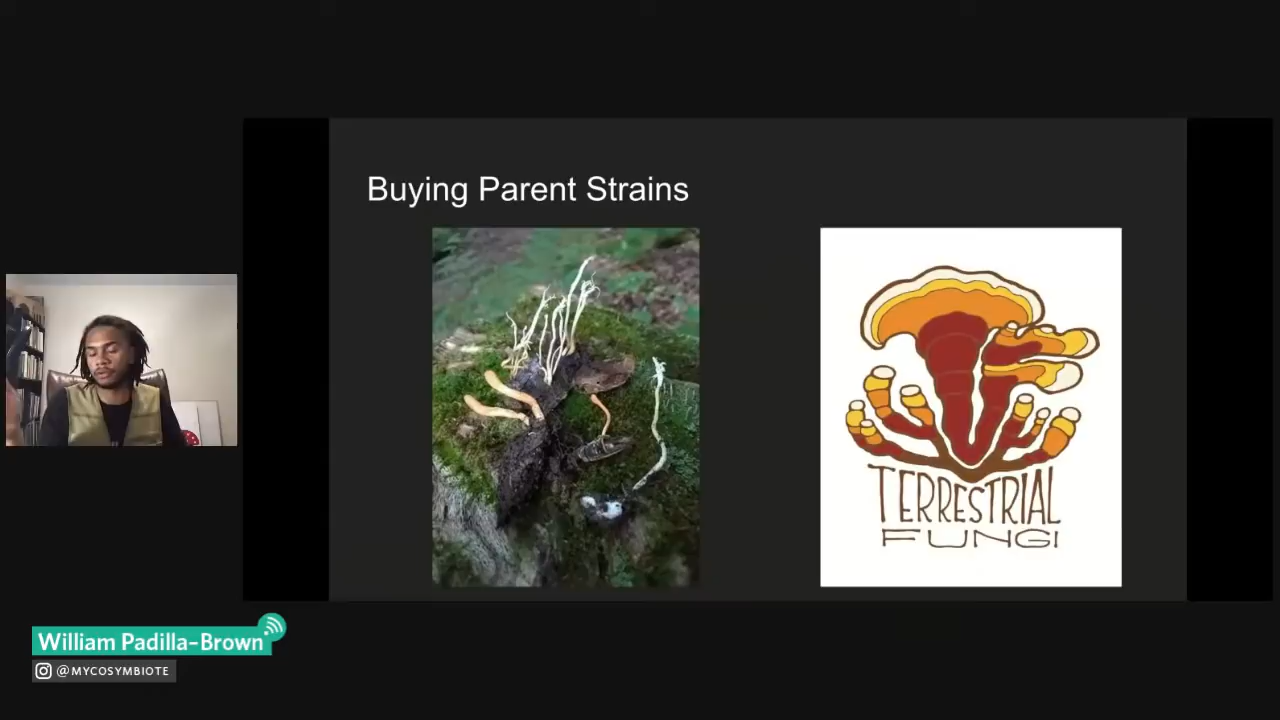 Buying Parent Strains
TERRESTRIAL
FUNGI
William Padilla-Brown
@MYCOSYMBIOTE